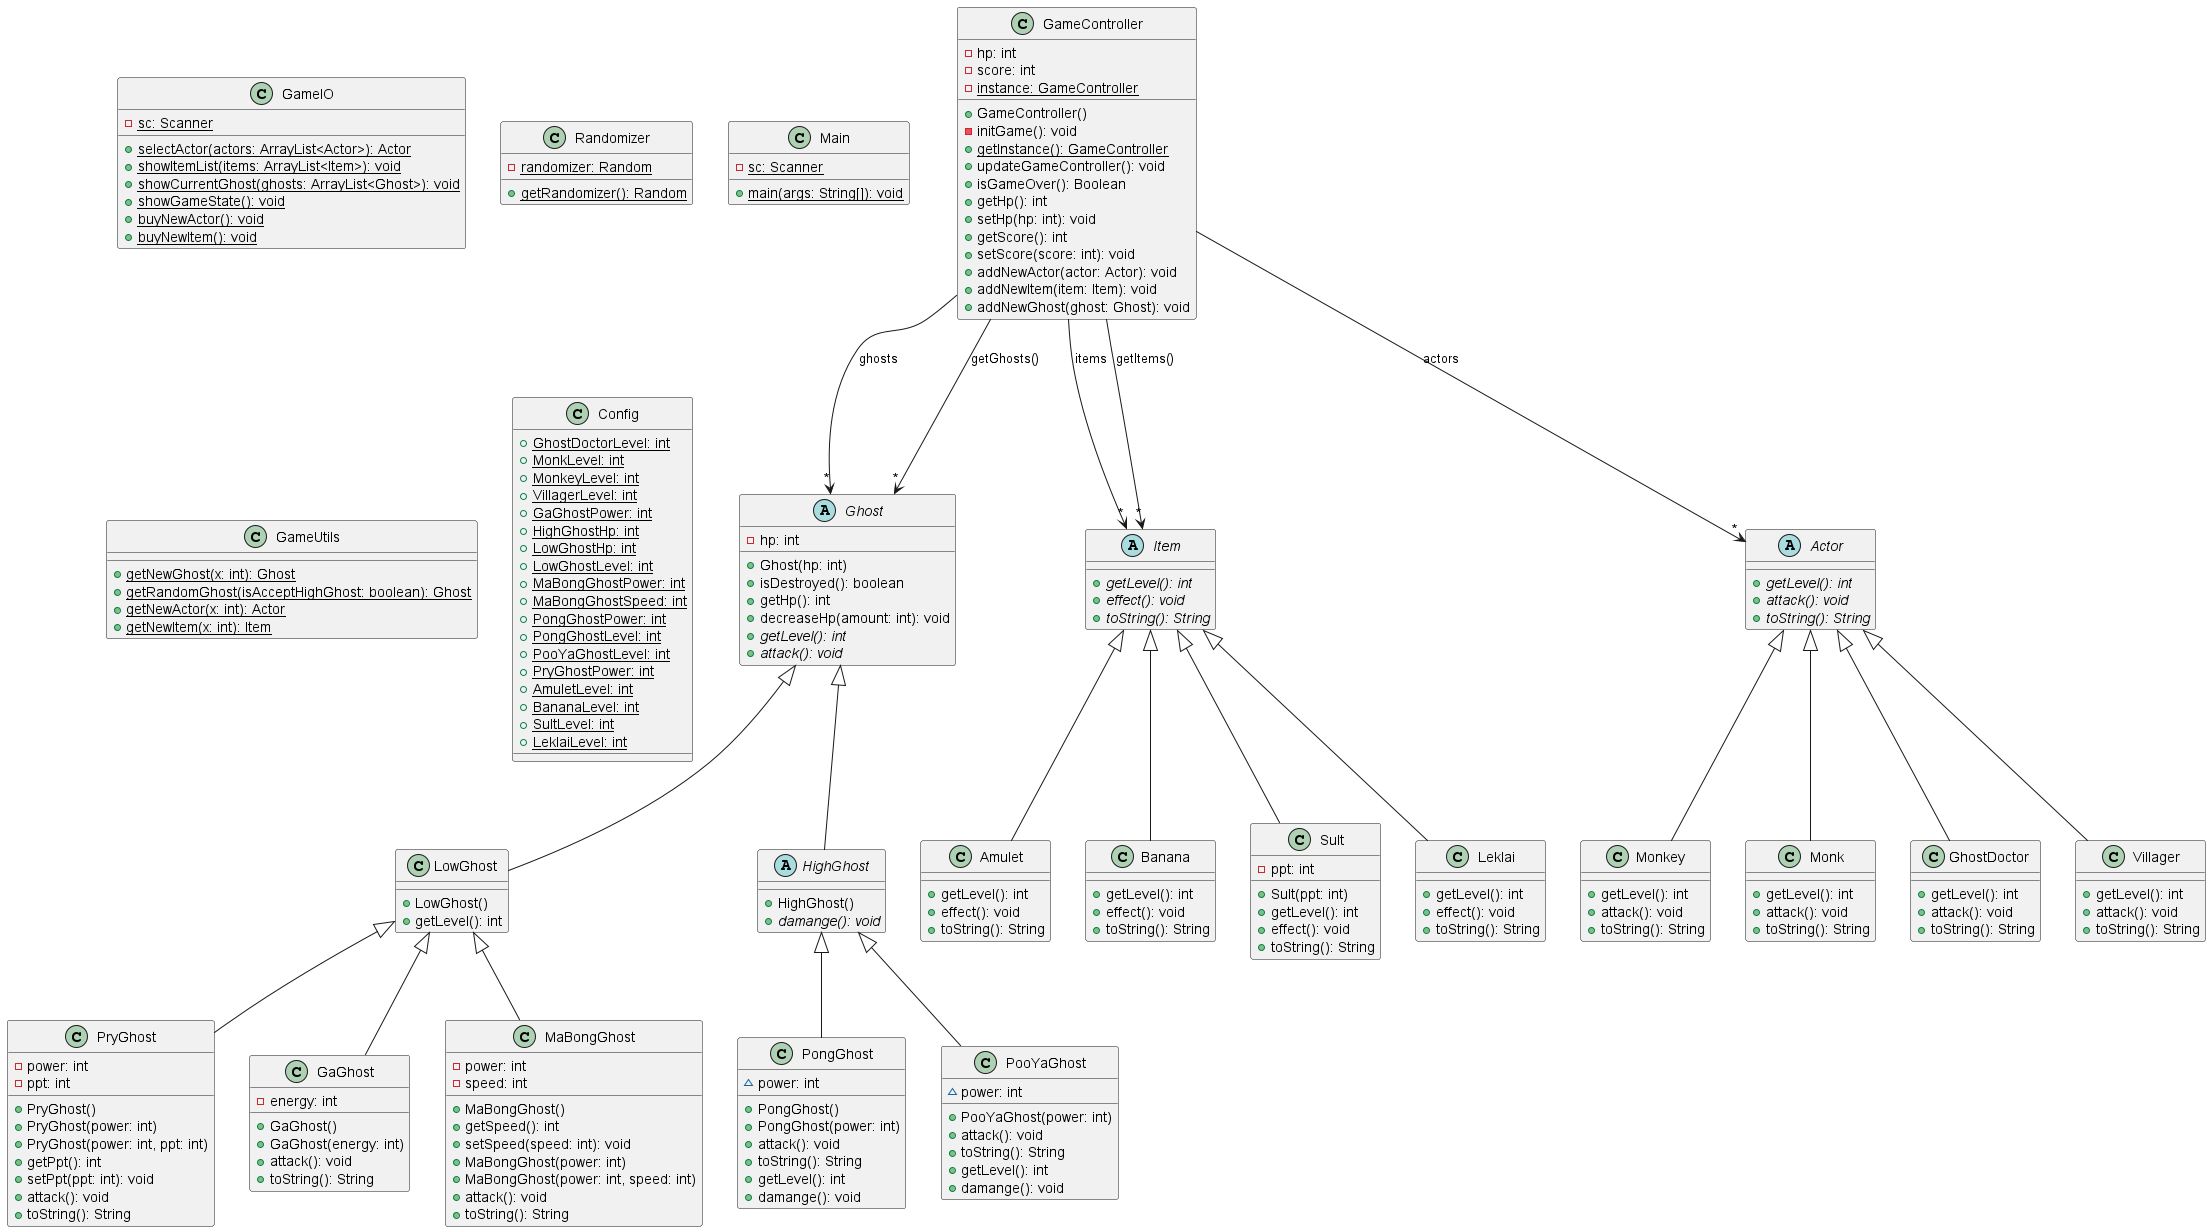 C GameController
hp: int
score: int
instance: GameController
GameController()
initGame(): void
getInstance(): GameController
updateGameController(): void
isGameOver(): Boolean
getHp(): int
setHp(hp: int): void
getScore(): int
setScore(score: int): void
addNewActor(actor: Actor): void
addNewItem(item: Item): void
addNewGhost(ghost: Ghost): void
C GameIO
sc: Scanner
selectActor(actors: ArrayList<Actor>): Actor
showItemList(items: ArrayList<Item>): void
showCurrentGhost(ghosts: ArrayList<Ghost>): void
showGameState(): void
buyNewActor(): void
buyNewItem(): void
C Randomizer
randomizer: Random
getRandomizer(): Random
C Main
sc: Scanner
main(args: String[]): void
ghosts
getGhosts()
items
getItems()
actors
*
*
*
*
*
C Config
GhostDoctorLevel: int
MonkLevel: int
MonkeyLevel: int
VillagerLevel: int
GaGhostPower: int
HighGhostHp: int
LowGhostHp: int
LowGhostLevel: int
MaBongGhostPower: int
MaBongGhostSpeed: int
PongGhostPower: int
PongGhostLevel: int
PooYaGhostLevel: int
PryGhostPower: int
AmuletLevel: int
BananaLevel: int
SultLevel: int
LeklaiLevel: int
C GameUtils
getNewGhost(x: int): Ghost
getRandomGhost(isAcceptHighGhost: boolean): Ghost
getNewActor(x: int): Actor
getNewItem(x: int): Item
A Ghost
hp: int
Ghost(hp: int)
isDestroyed(): boolean
getHp(): int
decreaseHp(amount: int): void
getLevel(): int
attack(): void
A Item
getLevel(): int
effect(): void
toString(): String
A Actor
getLevel(): int
attack(): void
toString(): String
C LowGhost
LowGhost()
getLevel(): int
A HighGhost
HighGhost()
damange(): void
C Amulet
getLevel(): int
effect(): void
toString(): String
C Banana
getLevel(): int
effect(): void
toString(): String
C Sult
ppt: int
Sult(ppt: int)
getLevel(): int
effect(): void
toString(): String
C Leklai
getLevel(): int
effect(): void
toString(): String
C Monkey
getLevel(): int
attack(): void
toString(): String
C Monk
getLevel(): int
attack(): void
toString(): String
C GhostDoctor
getLevel(): int
attack(): void
toString(): String
C Villager
getLevel(): int
attack(): void
toString(): String
C PryGhost
power: int
ppt: int
PryGhost()
PryGhost(power: int)
PryGhost(power: int, ppt: int)
getPpt(): int
setPpt(ppt: int): void
attack(): void
toString(): String
C GaGhost
energy: int
GaGhost()
GaGhost(energy: int)
attack(): void
toString(): String
C MaBongGhost
power: int
speed: int
MaBongGhost()
getSpeed(): int
setSpeed(speed: int): void
MaBongGhost(power: int)
MaBongGhost(power: int, speed: int)
attack(): void
toString(): String
C PongGhost
power: int
PongGhost()
PongGhost(power: int)
attack(): void
toString(): String
getLevel(): int
damange(): void
C PooYaGhost
power: int
PooYaGhost(power: int)
attack(): void
toString(): String
getLevel(): int
damange(): void